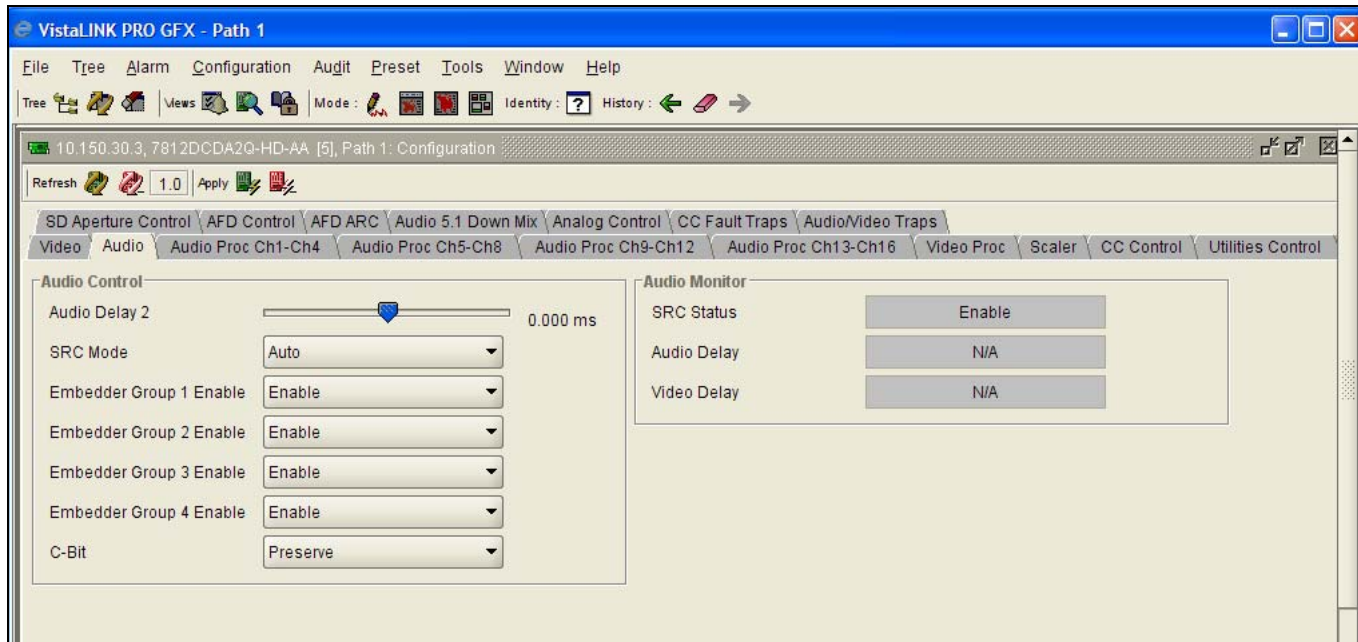 VistaLINK PRO GFX - Path 1
File Tree Alarm Configuration Audit Preset Tools Window Help
Tree Views Mode : Identity : ? History :
10.150.30.3, 7812DCDA2Q-HD-AA [5], Path 1: Configuration
Refresh 1.0 Apply
SD Aperture Control AFD Control AFD ARC Audio 5.1 Down Mix Analog Control CC Fault Traps Audio/Video Traps
Video Audio Audio Proc Ch1-Ch4 Audio Proc Ch5-Ch8 Audio Proc Ch9-Ch12 Audio Proc Ch13-Ch16 Video Proc Scaler CC Control Utilities Control
Audio Control
Audio Delay 2 0.000 ms
SRC Mode Auto
Embedder Group 1 Enable Enable
Embedder Group 2 Enable Enable
Embedder Group 3 Enable Enable
Embedder Group 4 Enable Enable
C-Bit Preserve
Audio Monitor
SRC Status Enable
Audio Delay N/A
Video Delay N/A